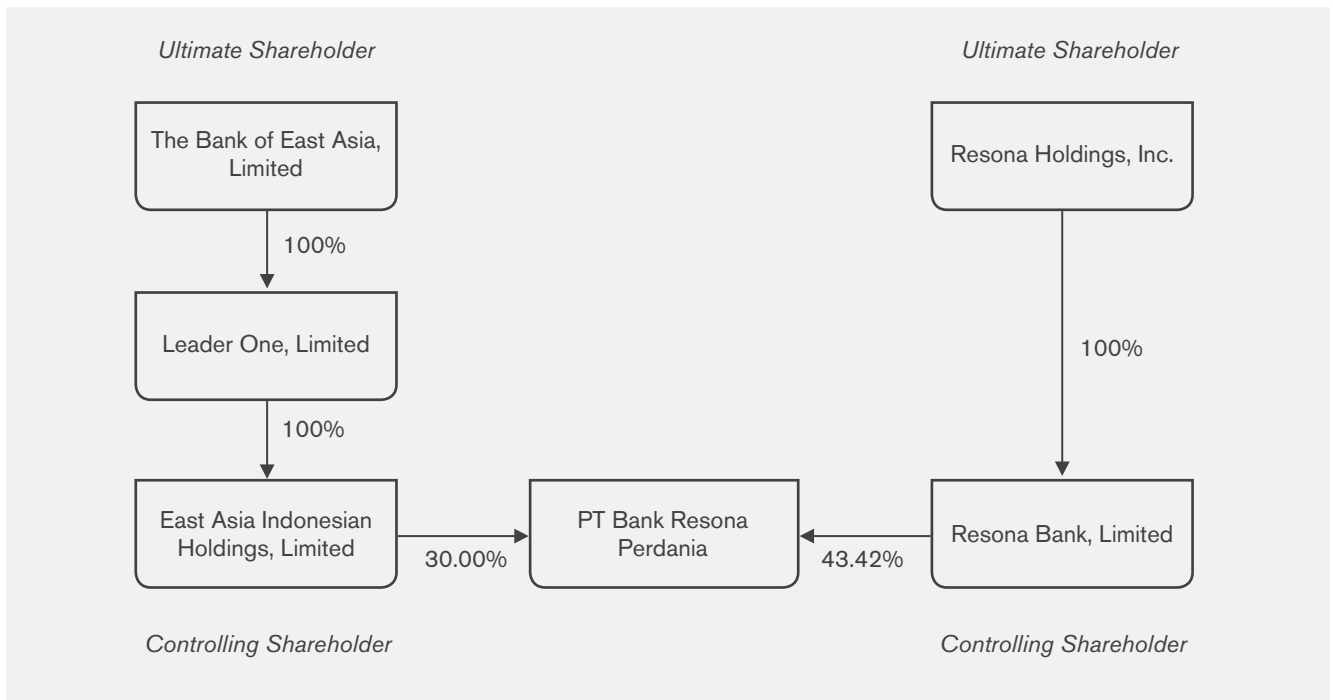 Ultimate Shareholder
Ultimate Shareholder
The Bank of East Asia,
Limited
Resona Holdings, Inc.
100%
Leader One, Limited
100%
100%
East Asia Indonesian
Holdings, Limited
30.00%
PT Bank Resona
Perdania
43.42%
Resona Bank, Limited
Controlling Shareholder
Controlling Shareholder